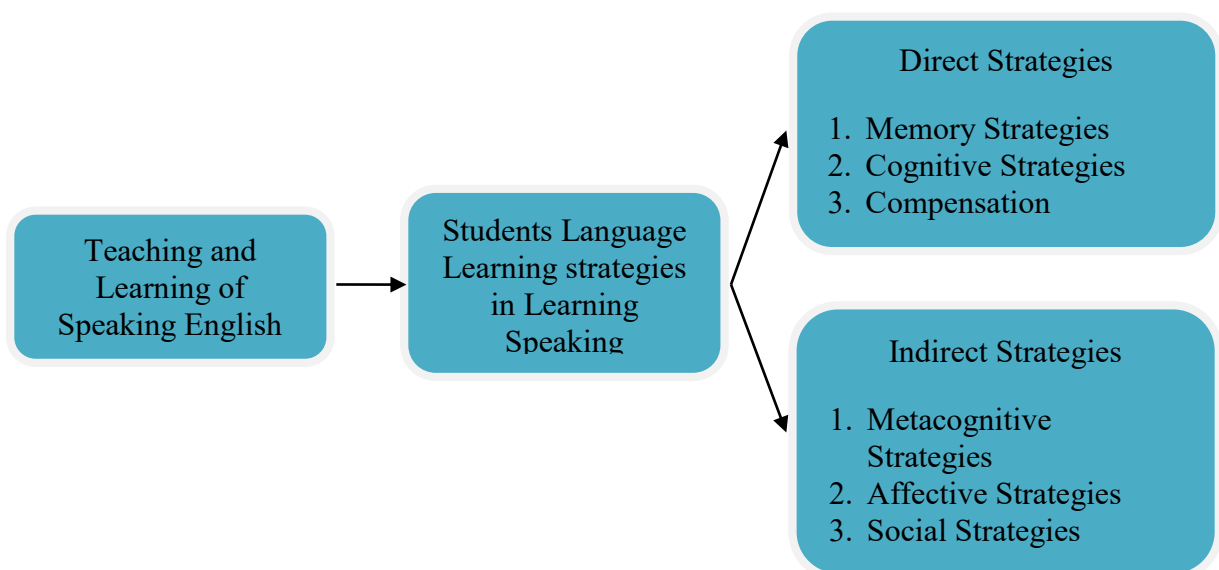 Teaching and
Learning of
Speaking English
Students Language
Learning strategies
in Learning
Speaking
Direct Strategies
1. Memory Strategies
2. Cognitive Strategies
3. Compensation
Indirect Strategies
1. Metacognitive
Strategies
2. Affective Strategies
3. Social Strategies